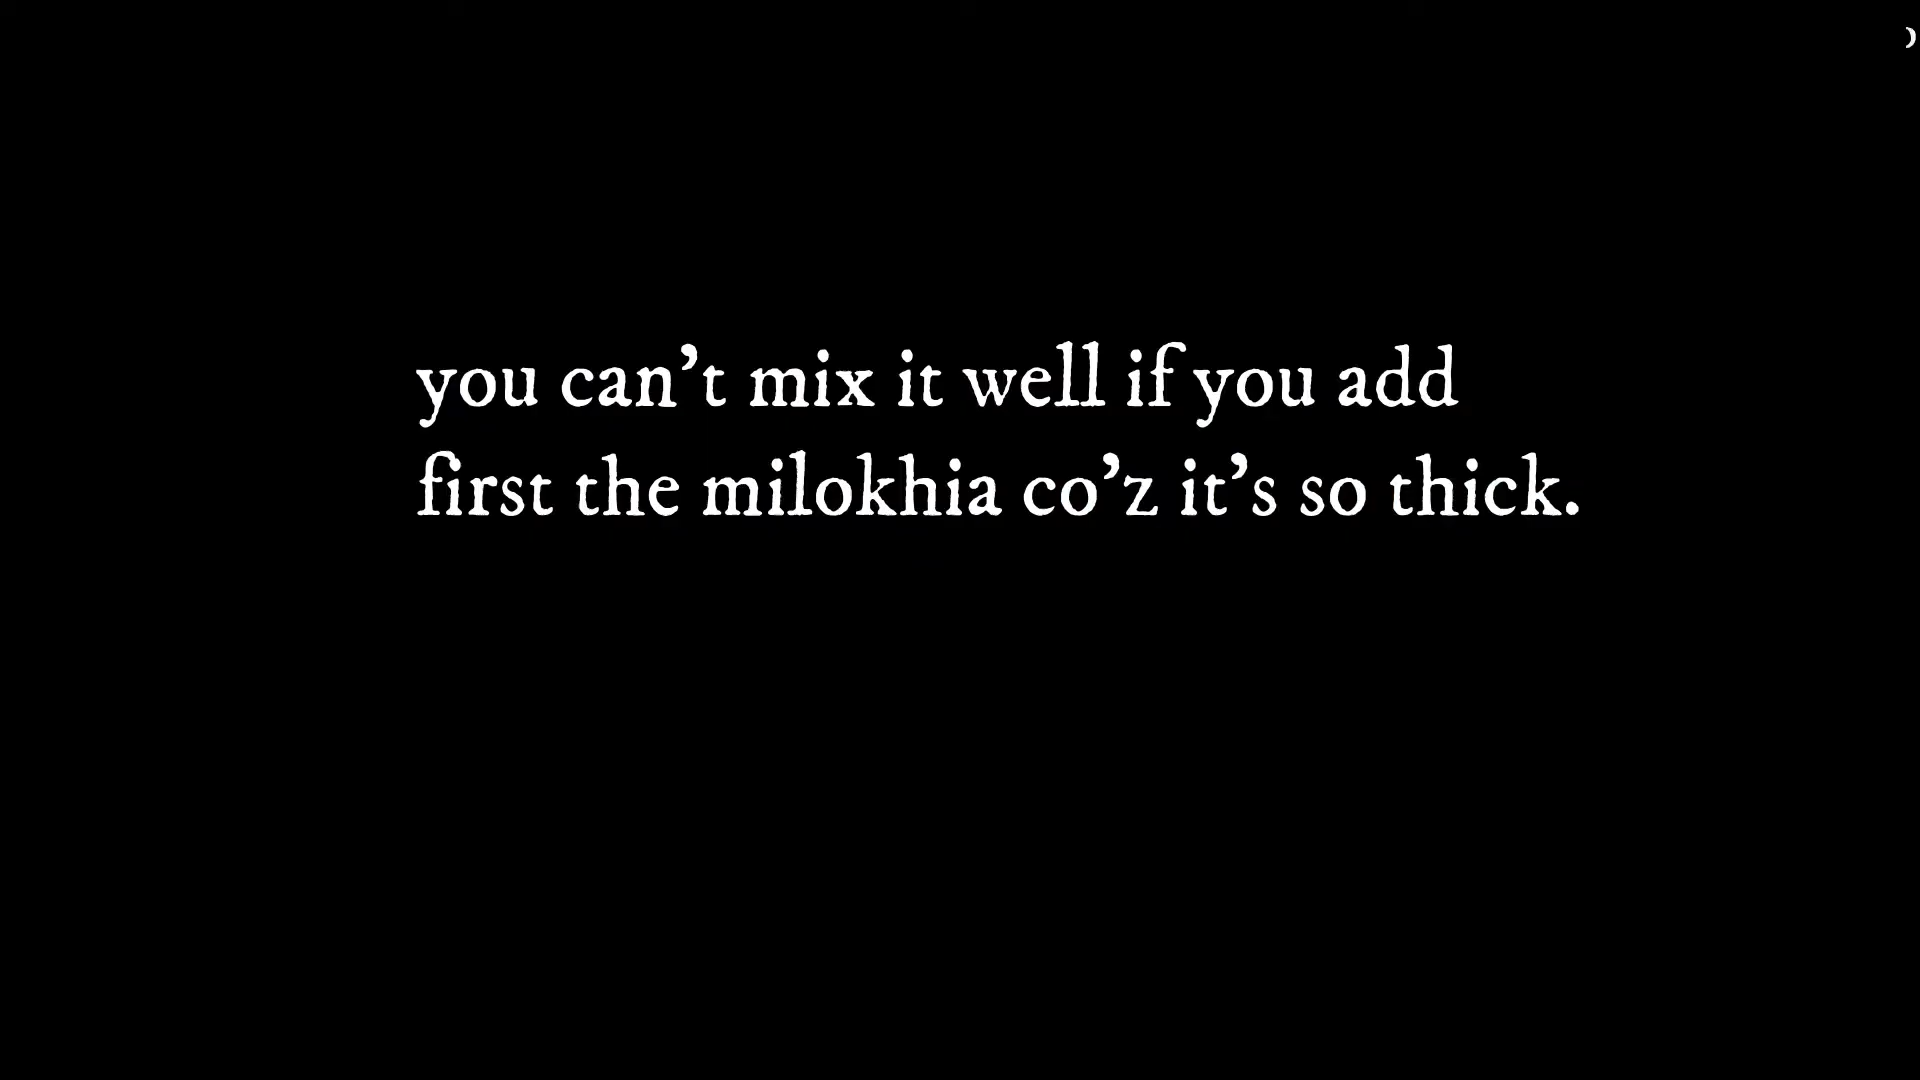 you can’t mix it well if you add
first the milokhia co’z it’s so thick.